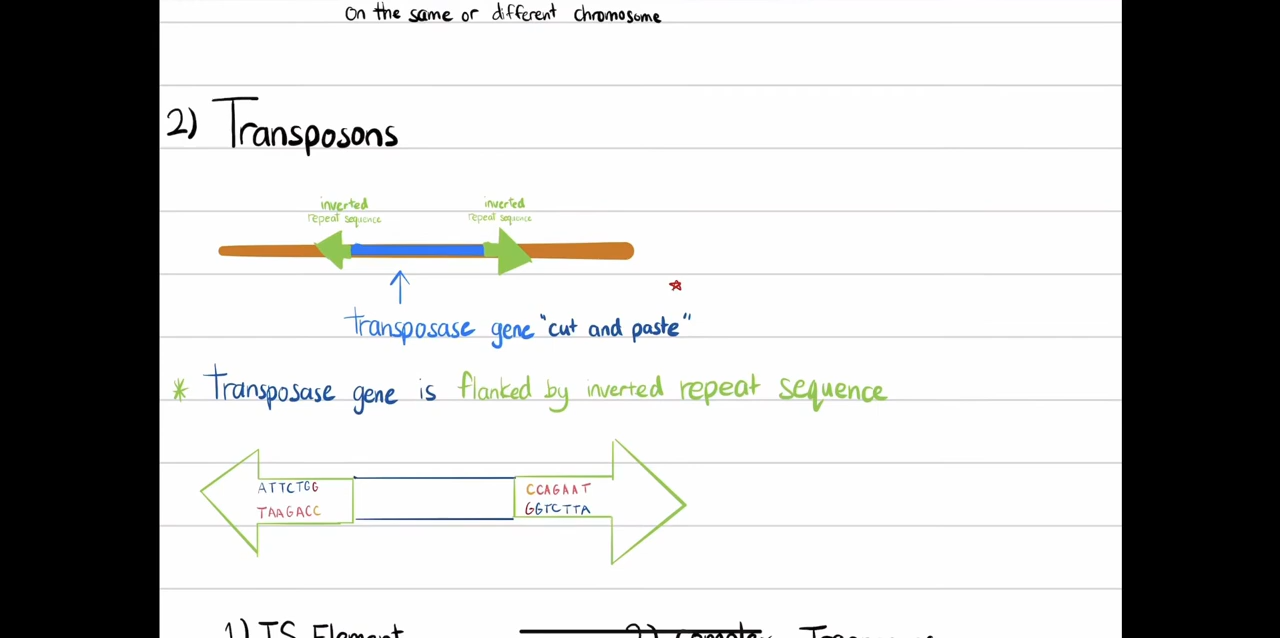 on the same or different chromosome
2) Transposons
inverted repeat sequence
inverted repeat sequence
Transposase gene "cut and paste"
* Transposase gene is flanked by inverted repeat sequence
ATTCTGG CCAGAAT
TAAGACC GGTCTTA
1) IS Element